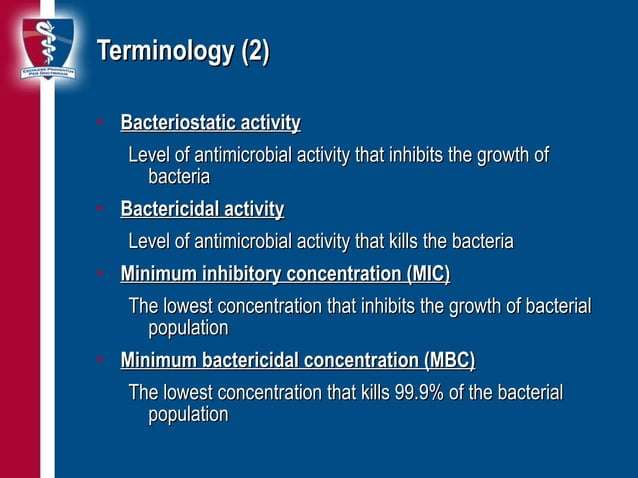 Terminology (2)
• Bacteriostatic activity
Level of antimicrobial activity that inhibits the growth of
bacteria
• Bactericidal activity
Level of antimicrobial activity that kills the bacteria
• Minimum inhibitory concentration (MIC)
The lowest concentration that inhibits the growth of bacterial
population
• Minimum bactericidal concentration (MBC)
The lowest concentration that kills 99.9% of the bacterial
population